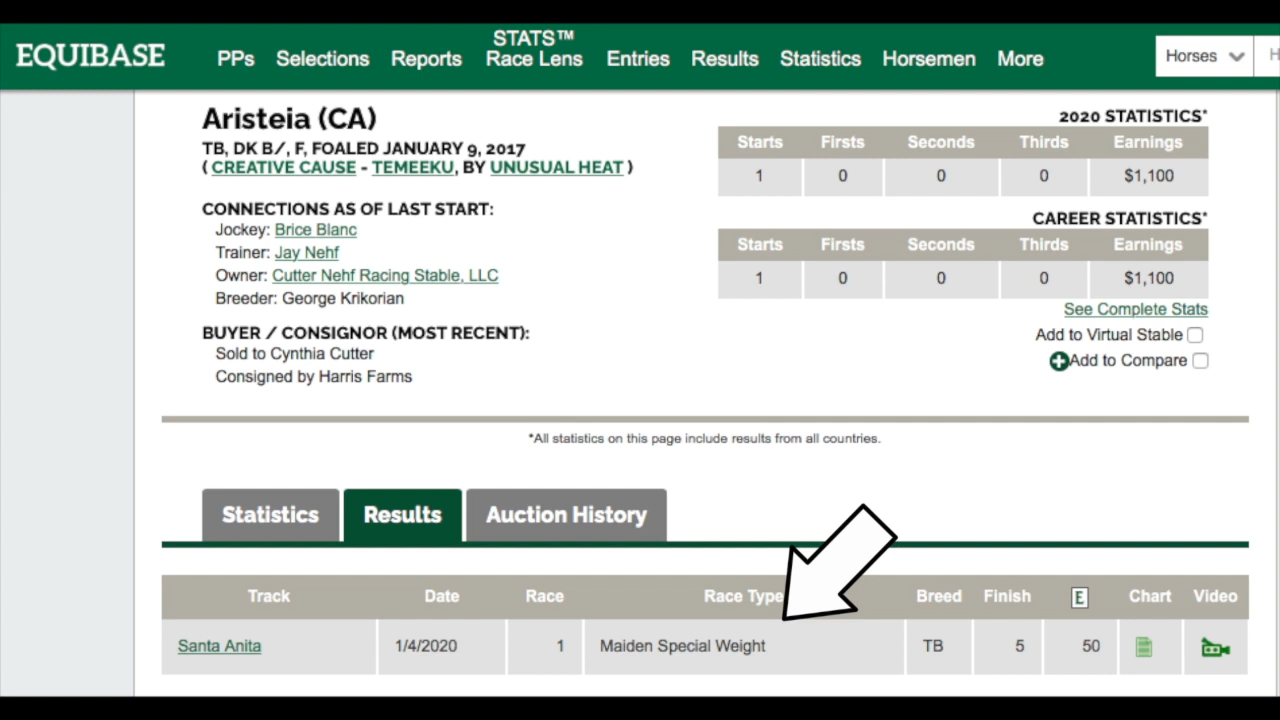 EQUIBASE
PPs Selections Reports STATS™ Race Lens Entries Results Statistics Horsemen More
Horses
Aristeia (CA)
TB, DK B/, F, FOALED JANUARY 9, 2017
( CREATIVE CAUSE - TEMEEKU, BY UNUSUAL HEAT )
CONNECTIONS AS OF LAST START:
Jockey: Brice Blanc
Trainer: Jay Nehf
Owner: Cutter Nehf Racing Stable, LLC
Breeder: George Krikorian
BUYER / CONSIGNOR (MOST RECENT):
Sold to Cynthia Cutter
Consigned by Harris Farms
2020 STATISTICS*
Starts Firsts Seconds Thirds Earnings
1 0 0 0 $1,100
CAREER STATISTICS*
Starts Firsts Seconds Thirds Earnings
1 0 0 0 $1,100
See Complete Stats
Add to Virtual Stable
Add to Compare
*All statistics on this page include results from all countries.
Statistics Results Auction History
Track Date Race Race Type Breed Finish E Chart Video
Santa Anita 1/4/2020 1 Maiden Special Weight TB 5 50